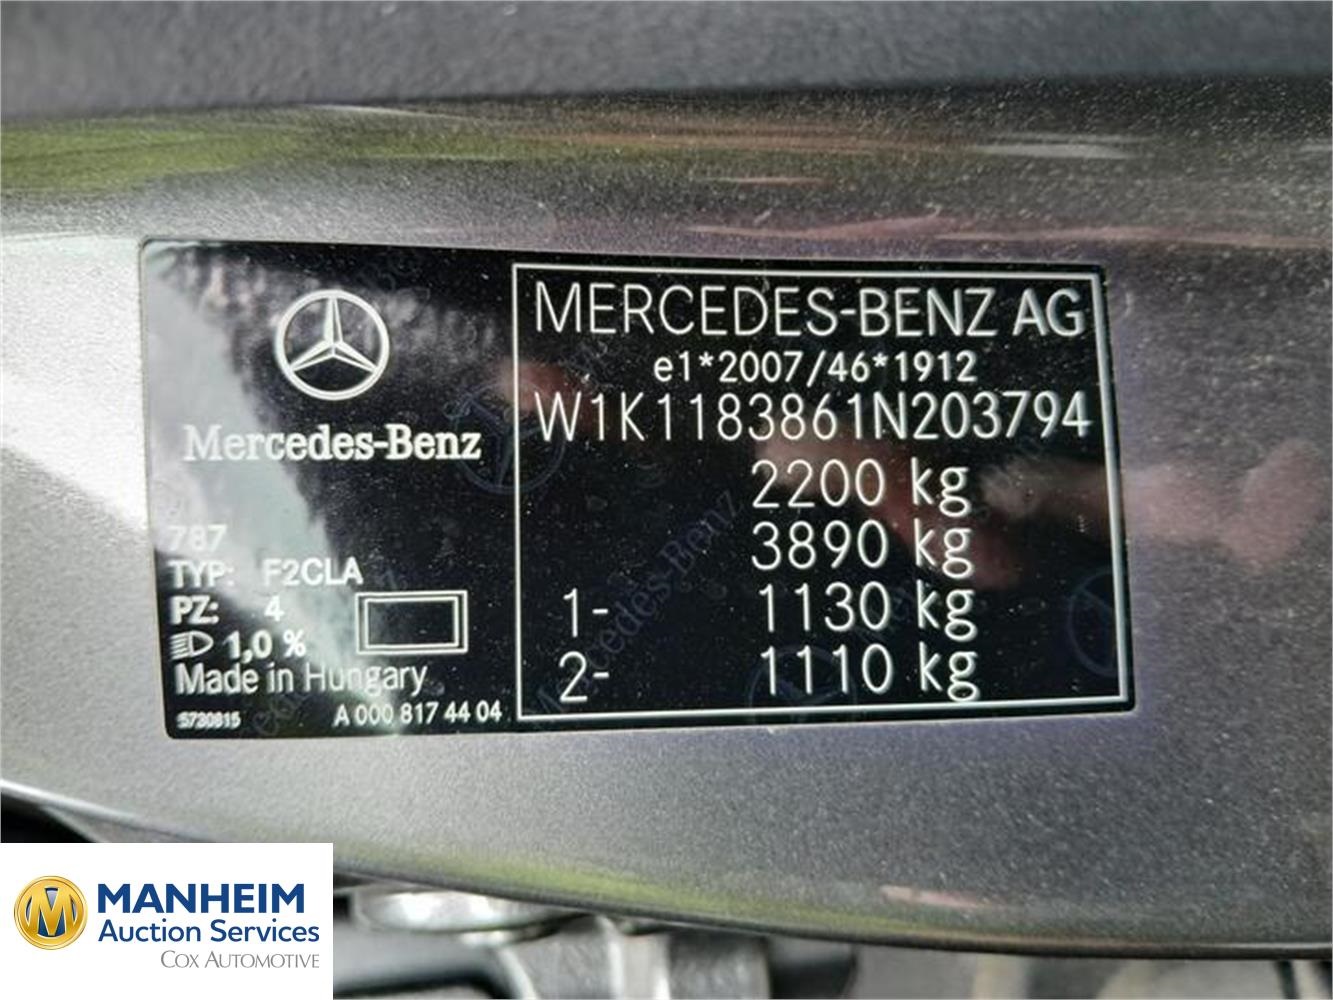 Mercedes-Benz
787
TYP: F2CLA
PZ: 4
1,0 %
Made in Hungary
5730815
A 000 817 44 04
MERCEDES-BENZ AG
e1*2007/46*1912
W1K1183861N203794
2200 kg
3890 kg
1- 1130 kg
2- 1110 kg
Mercedes-Benz
MANHEIM
Auction Services
COX AUTOMOTIVE